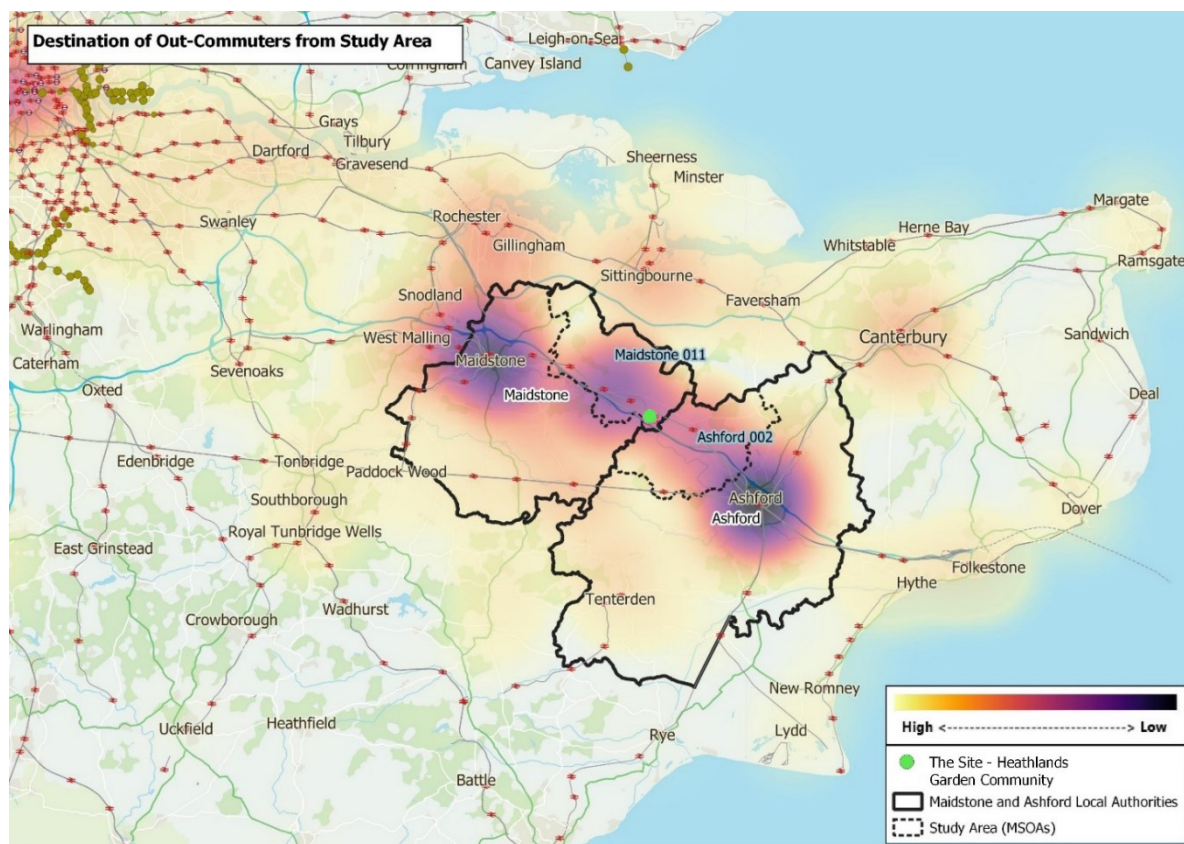 Destination of Out-Commuters from Study Area
Leigh-on-Sea
Canvey Island
Grays
Tilbury
Dartford
Gravesend
Sheerness
Minster
Swanley
Rochester
Gillingham
Margate
Herne Bay
Whitstable
Ramsgate
Sittingbourne
Snodland
Faversham
Warlingham
Caterham
West Malling
Canterbury
Sandwich
Maidstone 011
Maidstone
Sevenoaks
Oxted
Maidstone
Deal
Ashford 002
Edenbridge
Tonbridge
Paddock Wood
Southborough
Ashford
Ashford
Dover
Royal Tunbridge Wells
East Grinstead
Folkestone
Hythe
Tenterden
Wadhurst
Crowborough
New Romney
Uckfield
Heathfield
Rye
Lydd
Battle
High <----------------------> Low
The Site - Heathlands
Garden Community
Maidstone and Ashford Local Authorities
Study Area (MSOAs)